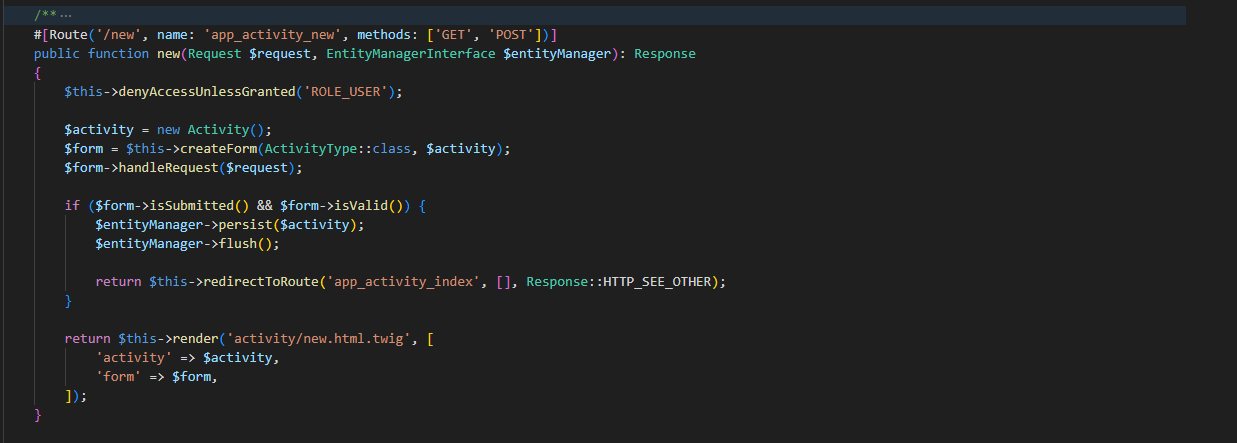 /** ...
#[Route('/new', name: 'app_activity_new', methods: ['GET', 'POST'])]
public function new(Request $request, EntityManagerInterface $entityManager): Response
{
    $this->denyAccessUnlessGranted('ROLE_USER');

    $activity = new Activity();
    $form = $this->createForm(ActivityType::class, $activity);
    $form->handleRequest($request);

    if ($form->isSubmitted() && $form->isValid()) {
        $entityManager->persist($activity);
        $entityManager->flush();

        return $this->redirectToRoute('app_activity_index', [], Response::HTTP_SEE_OTHER);
    }

    return $this->render('activity/new.html.twig', [
        'activity' => $activity,
        'form' => $form,
    ]);
}